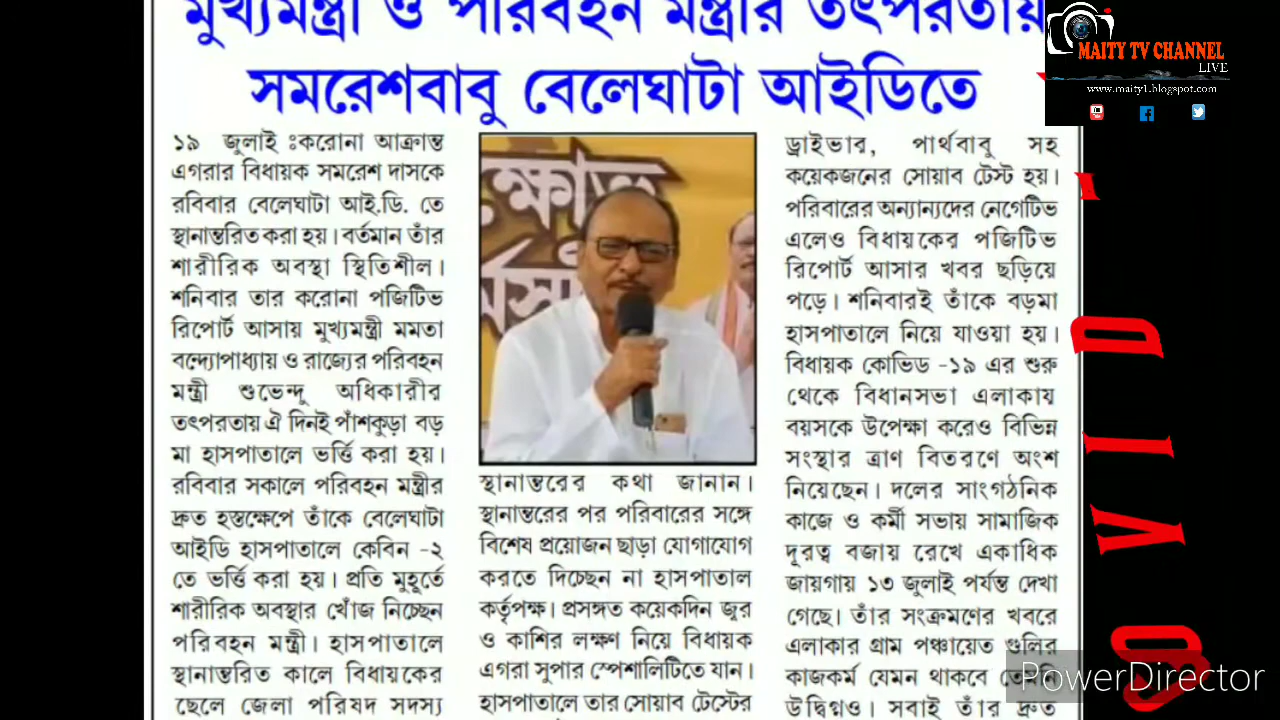 মুখ্যমন্ত্রী ও পরিবহন মন্ত্রীর তৎপরতায়
সমরেশবাবু বেলেঘাটা আইডিতে
১৯ জুলাই ঃকরোনা আক্রান্ত
এগরার বিধায়ক সমরেশ দাসকে
রবিবার বেলেঘাটা আই.ডি. তে
স্থানান্তরিত করা হয়। বর্তমান তাঁর
শারীরিক অবস্থা স্থিতিশীল।
শনিবার তার করোনা পজিটিভ
রিপোর্ট আসায় মুখ্যমন্ত্রী মমতা
বন্দ্যোপাধ্যায় ও রাজ্যের পরিবহন
মন্ত্রী শুভেন্দু অধিকারীর
তৎপরতায় ঐ দিনই পাঁশকুড়া বড়
মা হাসপাতালে ভর্ত্তি করা হয়।
রবিবার সকালে পরিবহন মন্ত্রীর
দ্রুত হস্তক্ষেপে তাঁকে বেলেঘাটা
আইডি হাসপাতালে কেবিন -২
তে ভর্ত্তি করা হয়। প্রতি মুহূর্তে
শারীরিক অবস্থার খোঁজ নিচ্ছেন
পরিবহন মন্ত্রী। হাসপাতালে
স্থানান্তরিত কালে বিধায়কের
ছেলে জেলা পরিষদ সদস্য
স্থানান্তরের কথা জানান।
স্থানান্তরের পর পরিবারের সঙ্গে
বিশেষ প্রয়োজন ছাড়া যোগাযোগ
করতে দিচ্ছেন না হাসপাতাল
কর্তৃপক্ষ। প্রসঙ্গত কয়েকদিন জ্বর
ও কাশির লক্ষণ নিয়ে বিধায়ক
এগরা সুপার স্পেশালিটিতে যান।
হাসপাতালে তার সোয়াব টেস্টের
ড্রাইভার, পার্থবাবু সহ
কয়েকজনের সোয়াব টেস্ট হয়।
পরিবারের অন্যান্যদের নেগেটিভ
এলেও বিধায়কের পজিটিভ
রিপোর্ট আসার খবর ছড়িয়ে
পড়ে। শনিবারই তাঁকে বড়মা
হাসপাতালে নিয়ে যাওয়া হয়।
বিধায়ক কোভিড -১৯ এর শুরু
থেকে বিধানসভা এলাকায়
বয়সকে উপেক্ষা করেও বিভিন্ন
সংস্থার ত্রাণ বিতরণে অংশ
নিয়েছেন। দলের সাংগঠনিক
কাজে ও কর্মী সভায় সামাজিক
দূরত্ব বজায় রেখে একাধিক
জায়গায় ১৩ জুলাই পর্যন্ত দেখা
গেছে। তাঁর সংক্রমণের খবরে
এলাকার গ্রাম পঞ্চায়েত গুলির
কাজকর্ম যেমন থাকবে
উদ্বিগ্নও। সবাই তাঁর দ্রুত
MAITY TV CHANNEL
LIVE
www.maity1.blogspot.com
OVID
PowerDirector